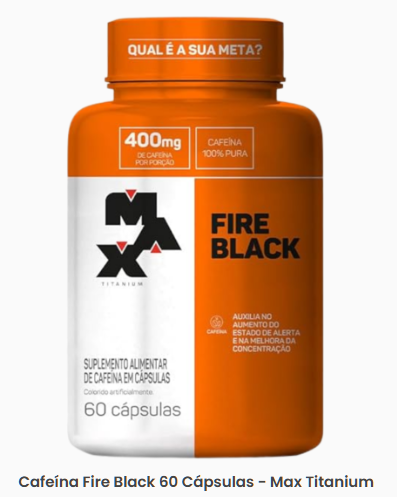 QUAL É A SUA META?
400mg
DE CAFEÍNA
POR PORÇÃO
CAFEÍNA
100% PURA
MAX
TITANIUM
FIRE
BLACK
CAFEÍNA
AUXILIA NO
AUMENTO DO
ESTADO DE ALERTA
E NA MELHORA DA
CONCENTRAÇÃO
SUPLEMENTO ALIMENTAR
DE CAFEÍNA EM CÁPSULAS
Colorido artificialmente.
60 cápsulas
Cafeína Fire Black 60 Cápsulas - Max Titanium